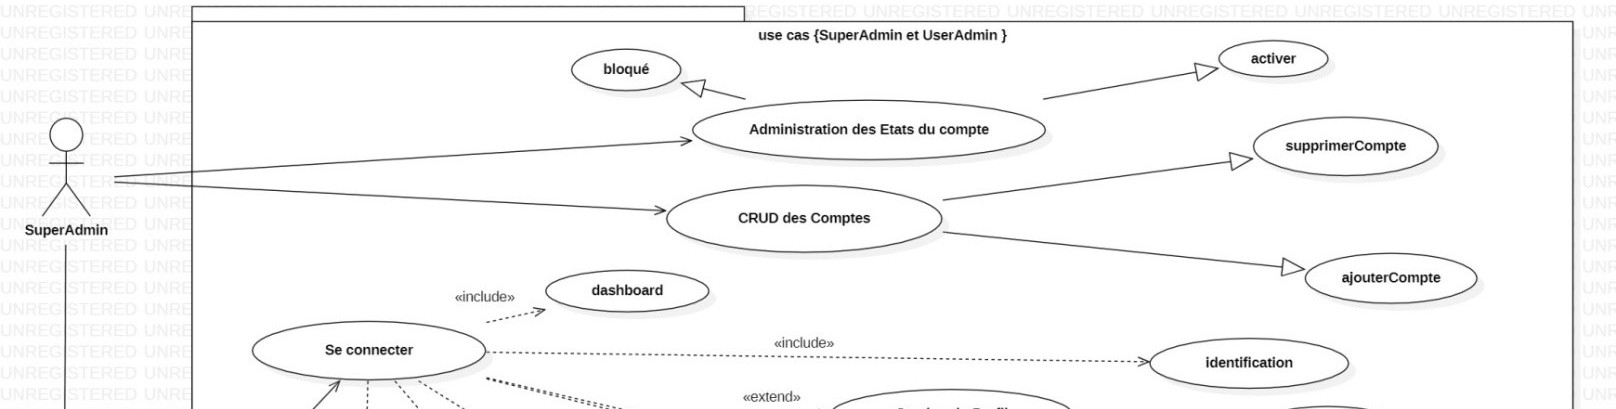 use cas {SuperAdmin et UserAdmin }
bloqué
activer
Administration des Etats du compte
supprimerCompte
CRUD des Comptes
SuperAdmin
ajouterCompte
«include»
dashboard
Se connecter
«include»
identification
«extend»